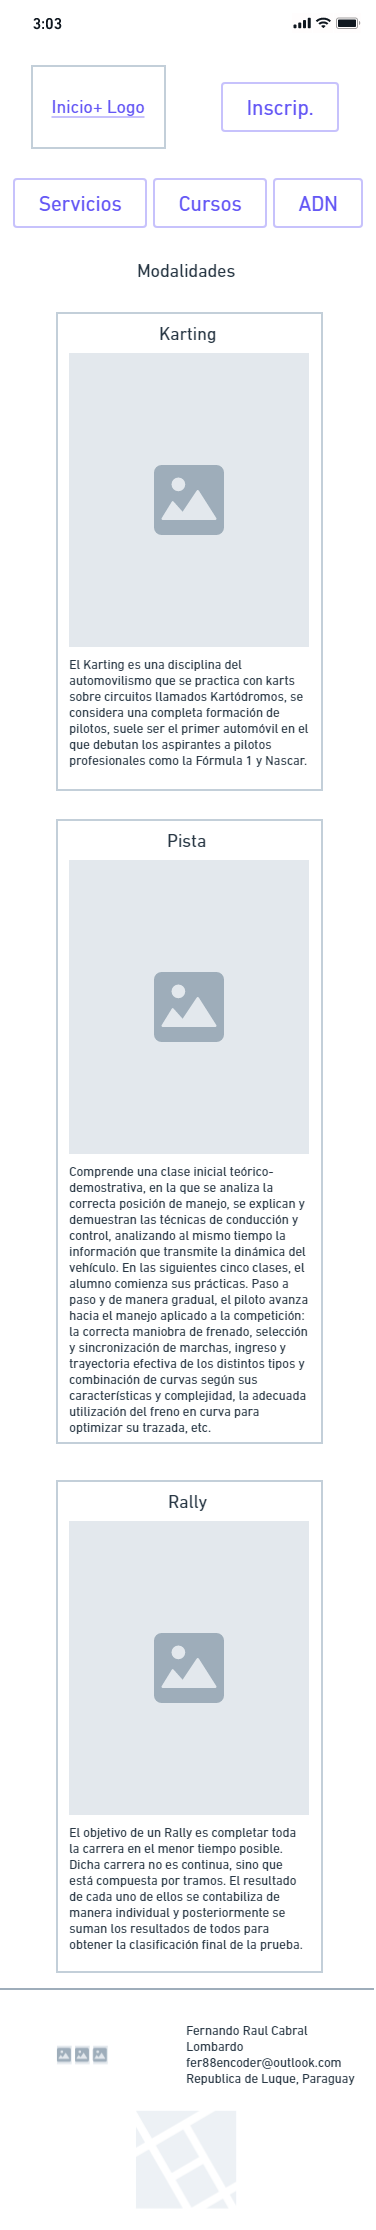 3:03
Inicio+ Logo
Inscrip.
Servicios
Cursos
ADN
Modalidades
Karting
El Karting es una disciplina del
automovilismo que se practica con karts
sobre circuitos llamados Kartódromos, se
considera una completa formación de
pilotos, suele ser el primer automóvil en el
que debutan los aspirantes a pilotos
profesionales como la Fórmula 1 y Nascar.
Pista
Comprende una clase inicial teórico-
demostrativa, en la que se analiza la
correcta posición de manejo, se explican y
demuestran las técnicas de conducción y
control, analizando al mismo tiempo la
información que transmite la dinámica del
vehículo. En las siguientes cinco clases, el
alumno comienza sus prácticas. Paso a
paso y de manera gradual, el piloto avanza
hacia el manejo aplicado a la competición:
la correcta maniobra de frenado, selección
y sincronización de marchas, ingreso y
trayectoria efectiva de los distintos tipos y
combinación de curvas según sus
características y complejidad, la adecuada
utilización del freno en curva para
optimizar su trazada, etc.
Rally
El objetivo de un Rally es completar toda
la carrera en el menor tiempo posible.
Dicha carrera no es continua, sino que
está compuesta por tramos. El resultado
de cada uno de ellos se contabiliza de
manera individual y posteriormente se
suman los resultados de todos para
obtener la clasificación final de la prueba.
Fernando Raul Cabral
Lombardo
fer88encoder@outlook.com
Republica de Luque, Paraguay